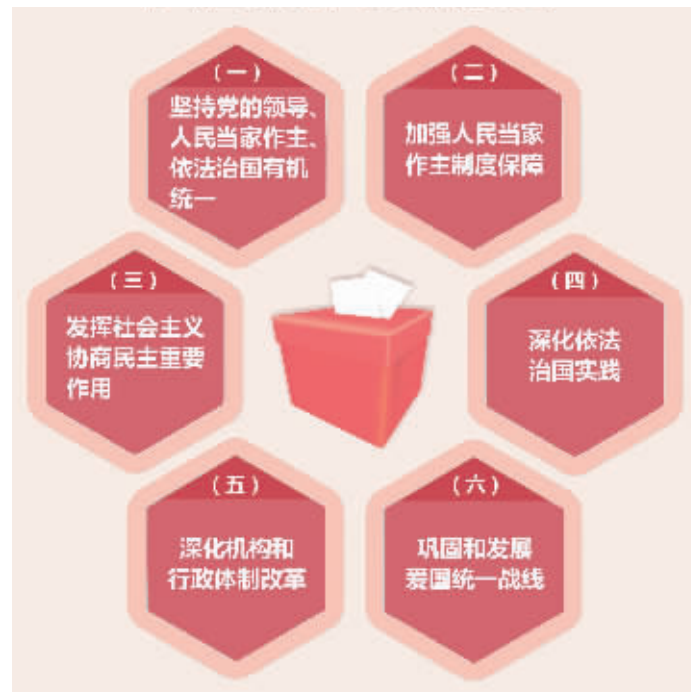 （一）
坚持党的领导、
人民当家作主、
依法治国有机
统一
（二）
加强人民当家
作主制度保障
（三）
发挥社会主义
协商民主重要
作用
（四）
深化依法
治国实践
（五）
深化机构和
行政体制改革
（六）
巩固和发展
爱国统一战线